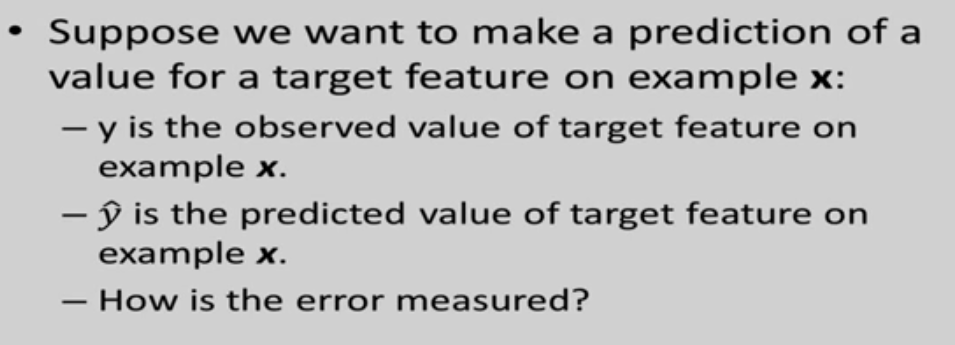 • Suppose we want to make a prediction of a
value for a target feature on example x:
– y is the observed value of target feature on
example x.
– ŷ is the predicted value of target feature on
example x.
– How is the error measured?